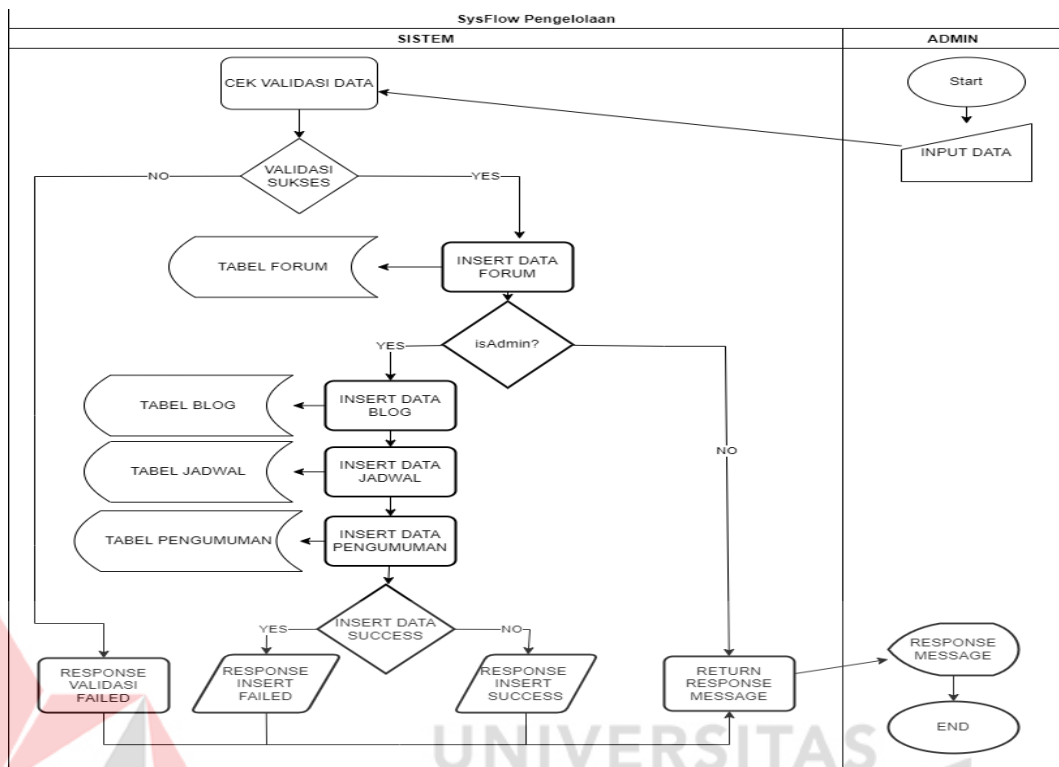 SysFlow Pengelolaan
SISTEM
ADMIN
CEK VALIDASI DATA
Start
INPUT DATA
VALIDASI
SUKSES
NO
YES
TABEL FORUM
INSERT DATA
FORUM
isAdmin?
YES
NO
TABEL BLOG
INSERT DATA
BLOG
TABEL JADWAL
INSERT DATA
JADWAL
TABEL PENGUMUMAN
INSERT DATA
PENGUMUMAN
INSERT DATA
SUCCESS
YES
NO
RESPONSE
VALIDASI
FAILED
RESPONSE
INSERT
FAILED
RESPONSE
INSERT
SUCCESS
RETURN
RESPONSE
MESSAGE
RESPONSE
MESSAGE
END
UNIVERSITAS